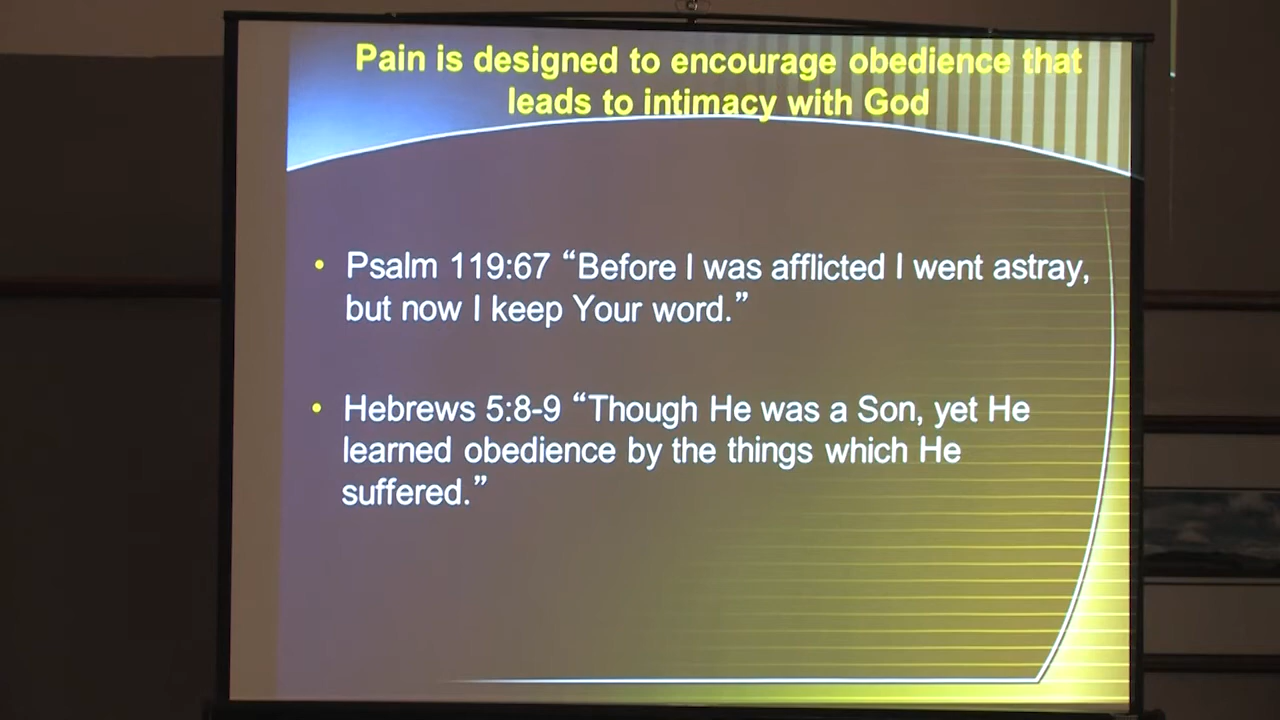 Pain is designed to encourage obedience that
leads to intimacy with God
• Psalm 119:67 “Before I was afflicted I went astray,
but now I keep Your word.”
• Hebrews 5:8-9 “Though He was a Son, yet He
learned obedience by the things which He
suffered.”